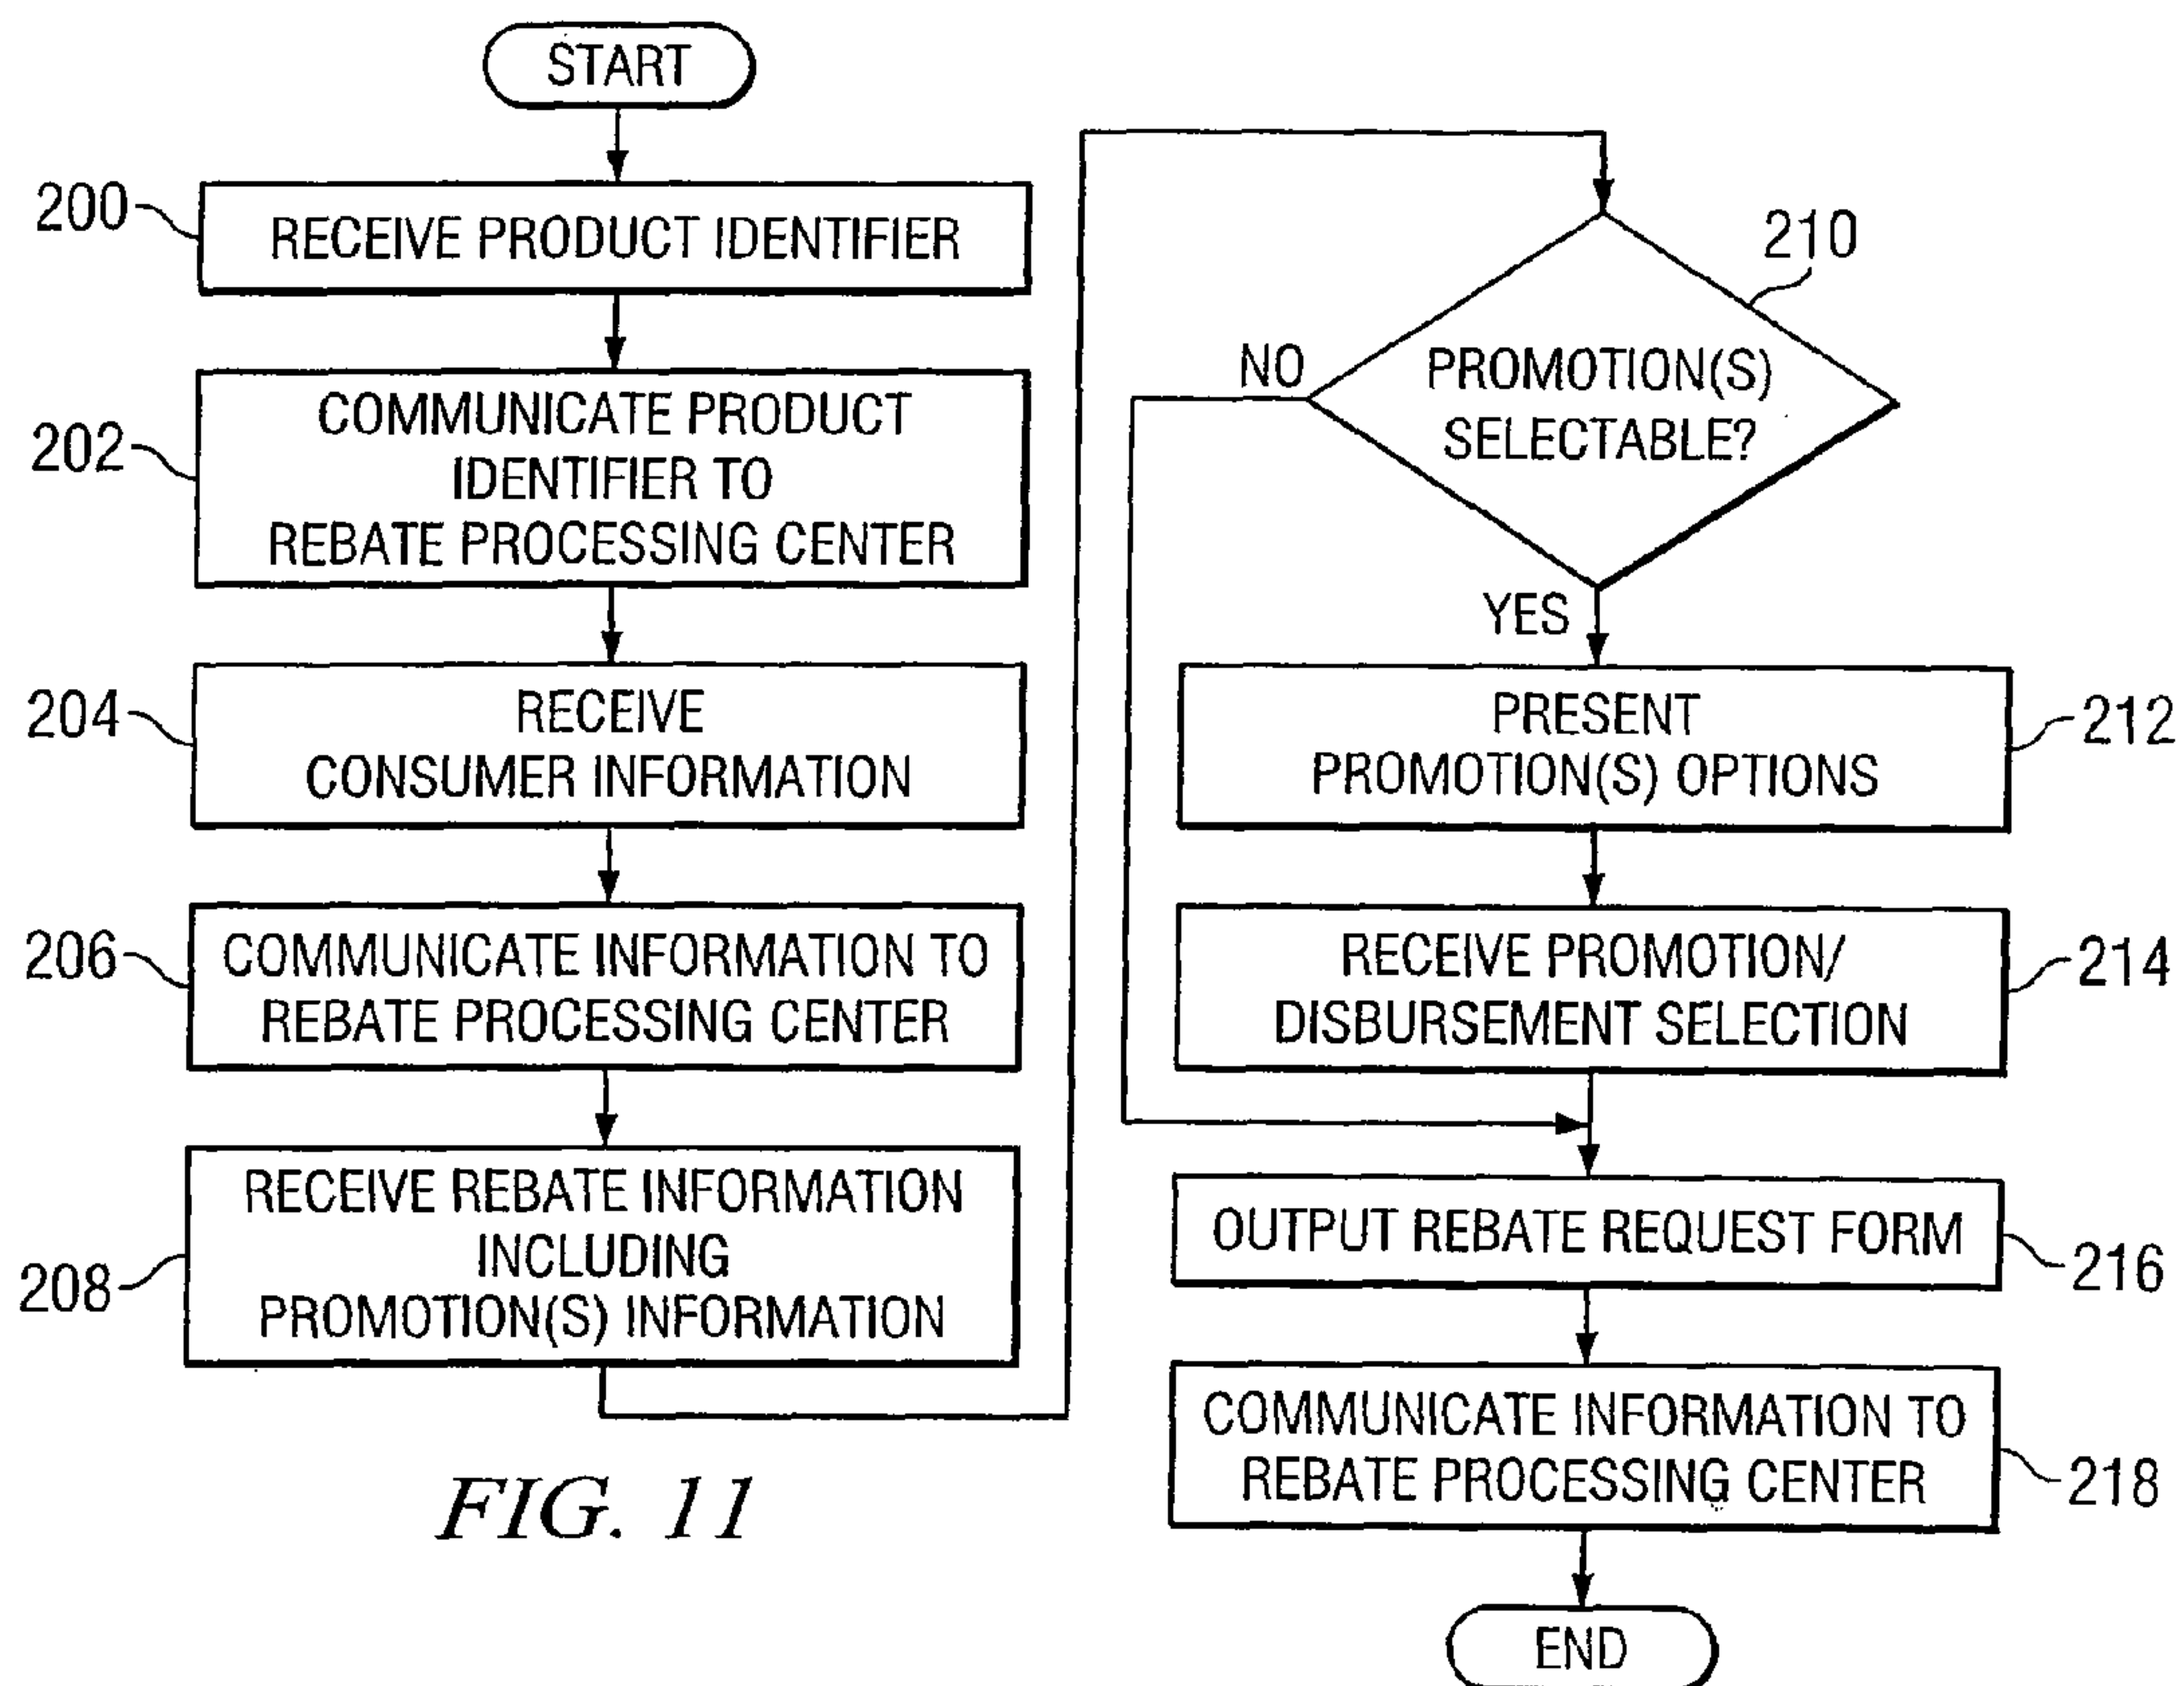 START
200
RECEIVE PRODUCT IDENTIFIER
202
COMMUNICATE PRODUCT
IDENTIFIER TO
REBATE PROCESSING CENTER
204
RECEIVE
CONSUMER INFORMATION
206
COMMUNICATE INFORMATION TO
REBATE PROCESSING CENTER
208
RECEIVE REBATE INFORMATION
INCLUDING
PROMOTION(S) INFORMATION
210
PROMOTION(S)
SELECTABLE?
NO
YES
PRESENT
PROMOTION(S) OPTIONS
212
RECEIVE PROMOTION/
DISBURSEMENT SELECTION
214
OUTPUT REBATE REQUEST FORM
216
COMMUNICATE INFORMATION TO
REBATE PROCESSING CENTER
218
END
FIG. 11